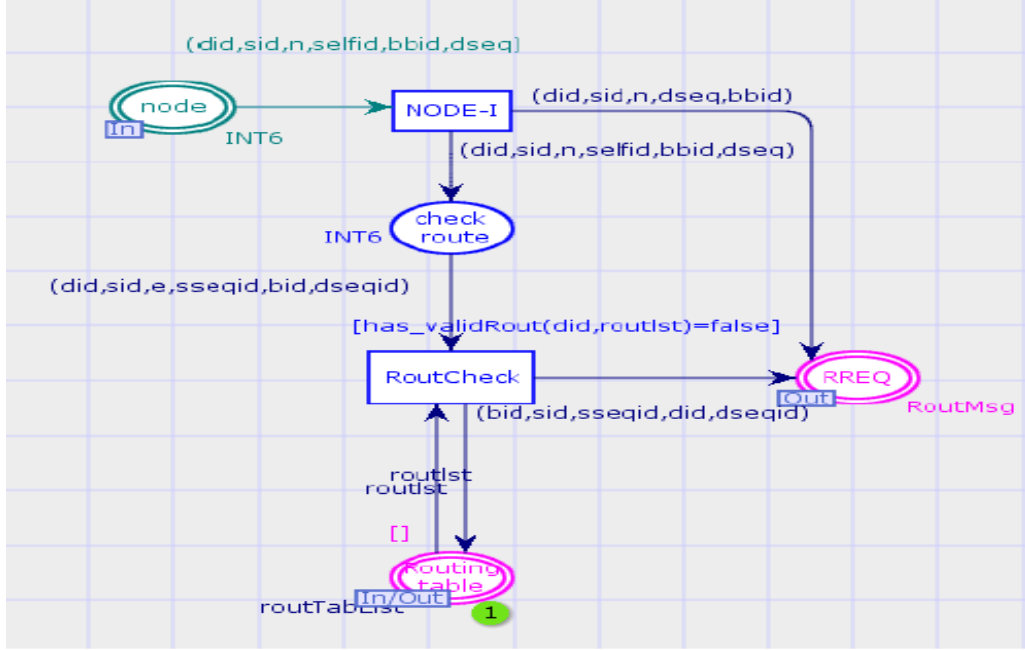 (did,sid,n,selfid,bbid,dseq)
node
In
INT6
NODE-I
(did,sid,n,dseq,bbid)
(did,sid,n,selfid,bbid,dseq)
check
route
INT6
(did,sid,e,sseqid,bid,dseqid)
[has_validRout(did,routlst)=false]
RoutCheck
RREQ
Out
RoutMsg
(bid,sid,sseqid,did,dseqid)
routlst
routlst
[]
Routing
table
In/Out
routTabList
1